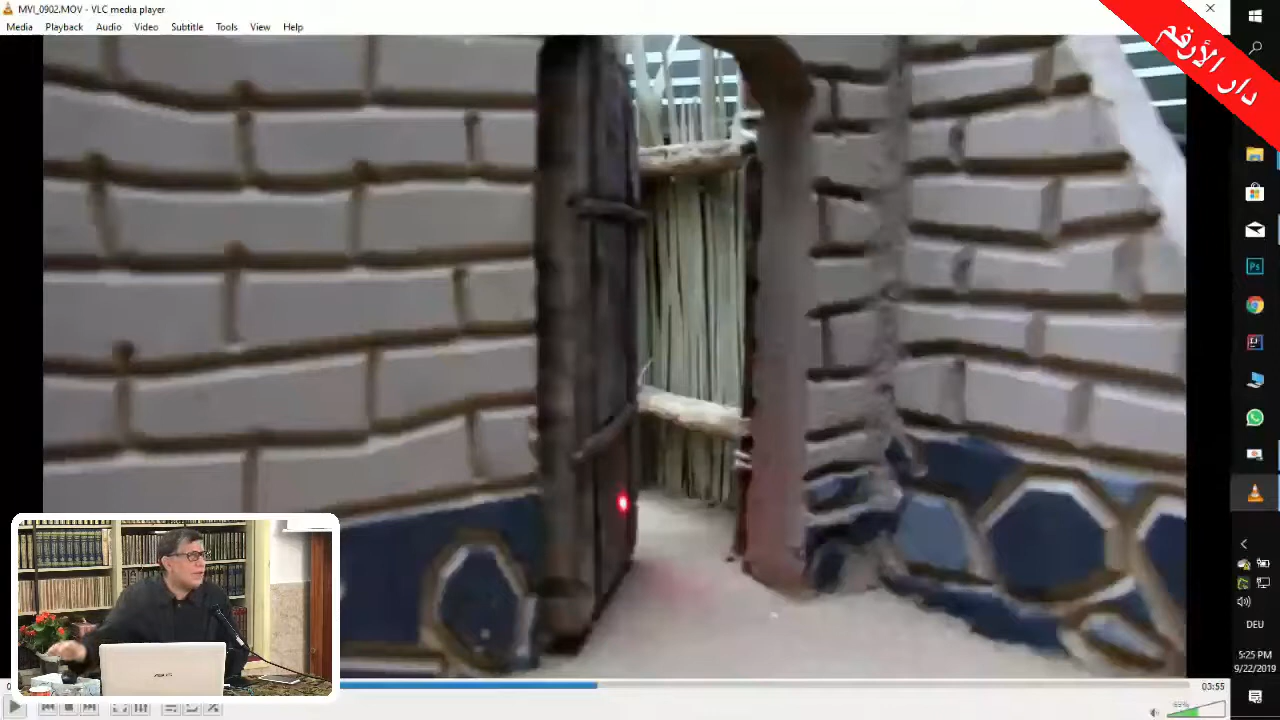 MVI_0902.MOV - VLC media player
Media Playback Audio Video Subtitle Tools View Help
دار الأرقم
ASUS
03:55
DEU
5:25 PM
9/22/2019